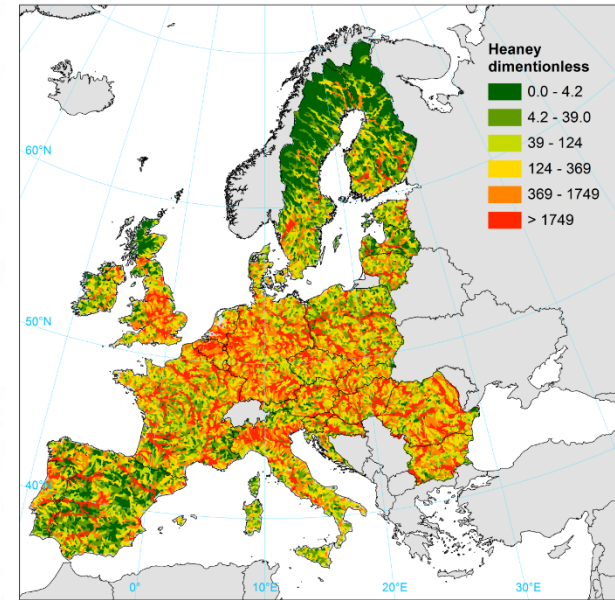 Heaney
dimentionless
0.0 - 4.2
4.2 - 39.0
39 - 124
124 - 369
369 - 1749
> 1749
60°N
50°N
40°N
0°
10°E
20°E
30°E